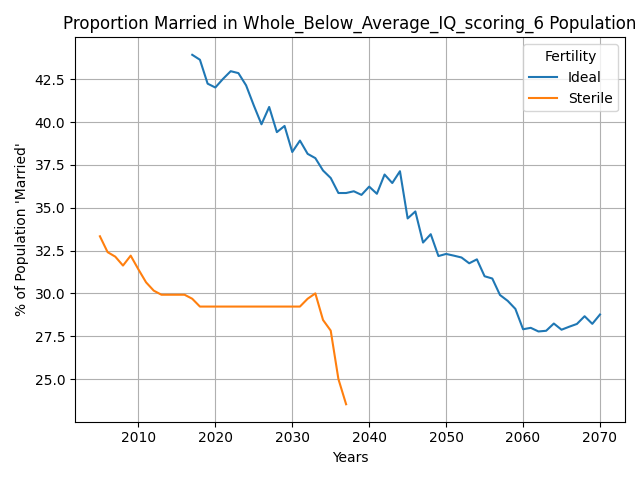 Proportion Married in Whole_Below_Average_IQ_scoring_6 Population
% of Population 'Married'
42.5
40.0
37.5
35.0
32.5
30.0
27.5
25.0
Fertility
Ideal
Sterile
2010 2020 2030 2040 2050 2060 2070
Years